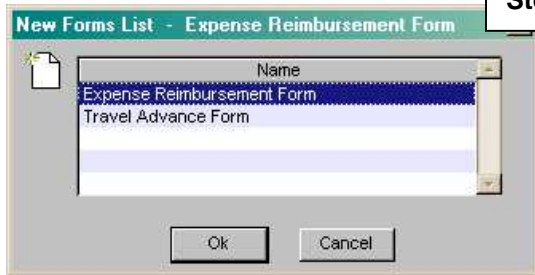 New Forms List - Expense Reimbursement Form
Name
Expense Reimbursement Form
Travel Advance Form
Ok Cancel